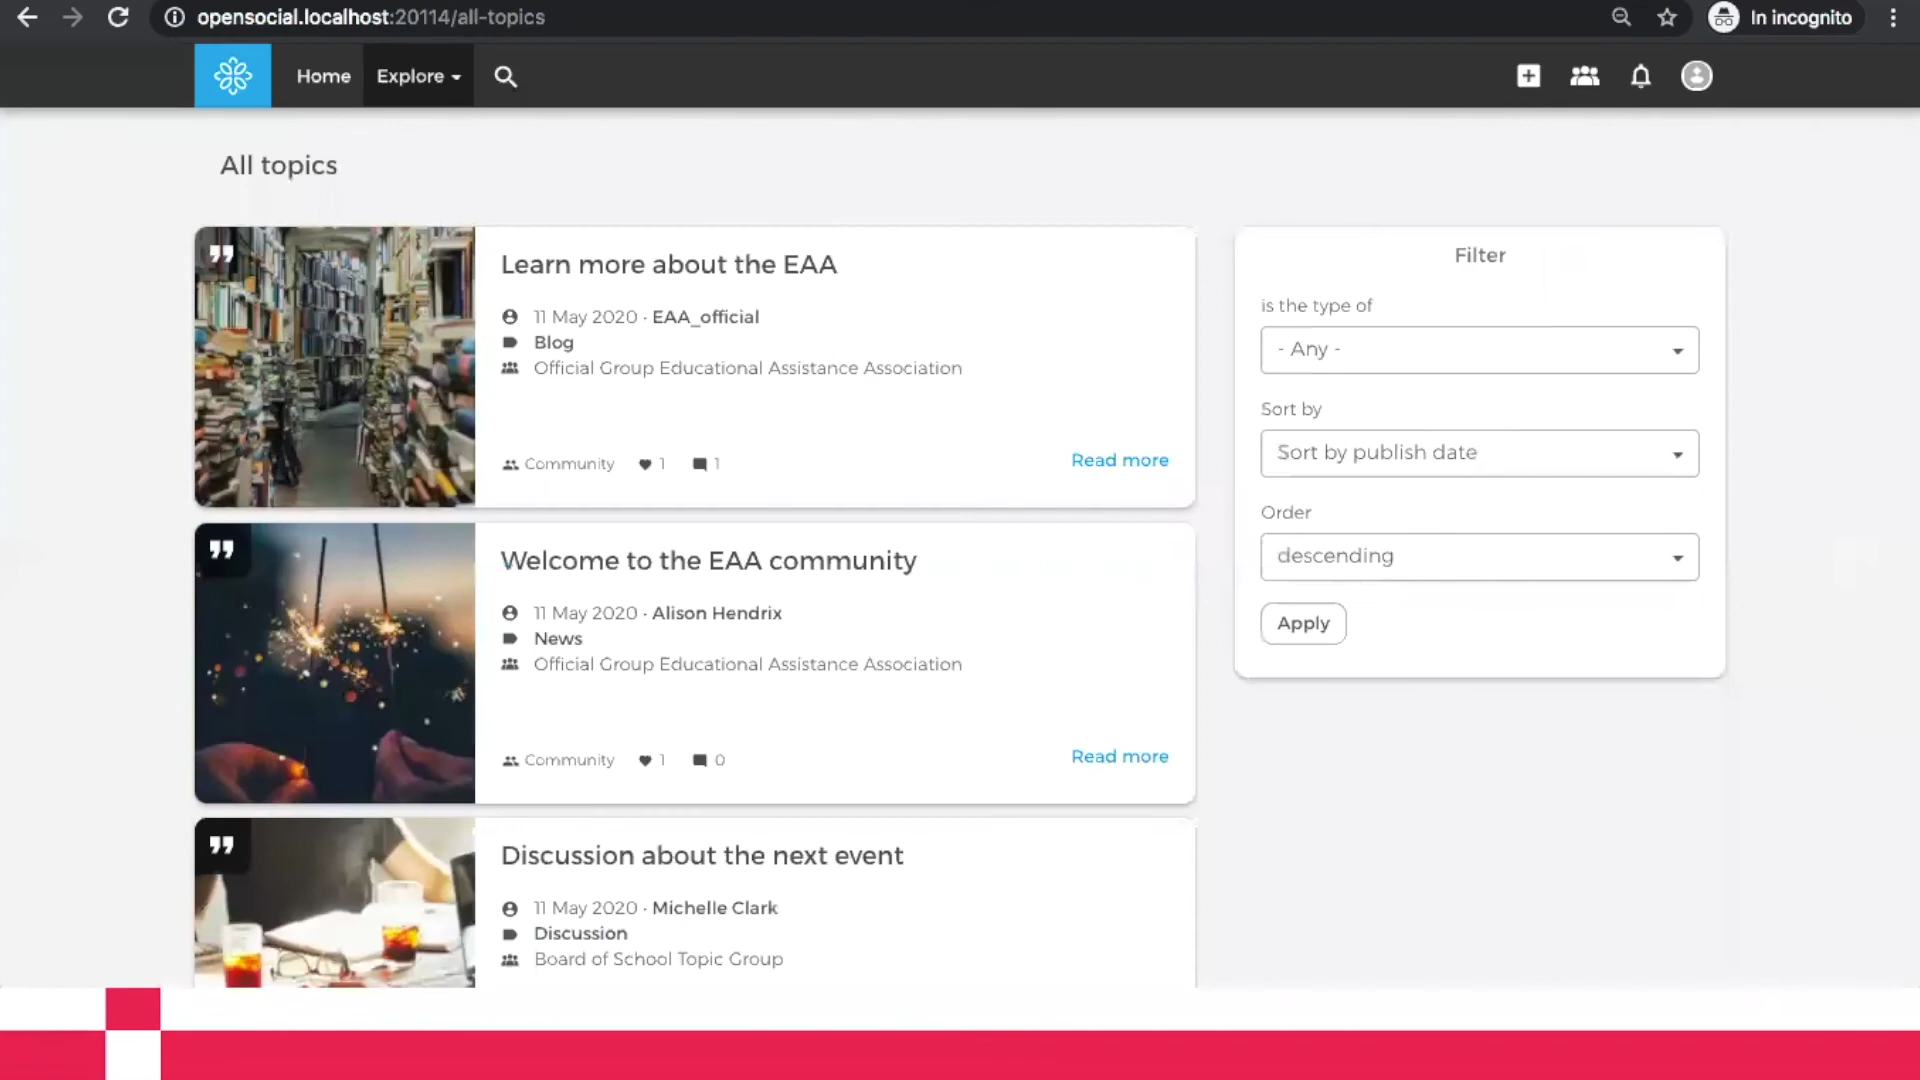 opensocial.localhost:20114/all-topics
In incognito
Home
Explore
All topics
Learn more about the EAA
11 May 2020 · EAA_official
Blog
Official Group Educational Assistance Association
Community 1 1
Read more
Welcome to the EAA community
11 May 2020 · Alison Hendrix
News
Official Group Educational Assistance Association
Community 1 0
Read more
Discussion about the next event
11 May 2020 · Michelle Clark
Discussion
Board of School Topic Group
Filter
is the type of
- Any -
Sort by
Sort by publish date
Order
descending
Apply